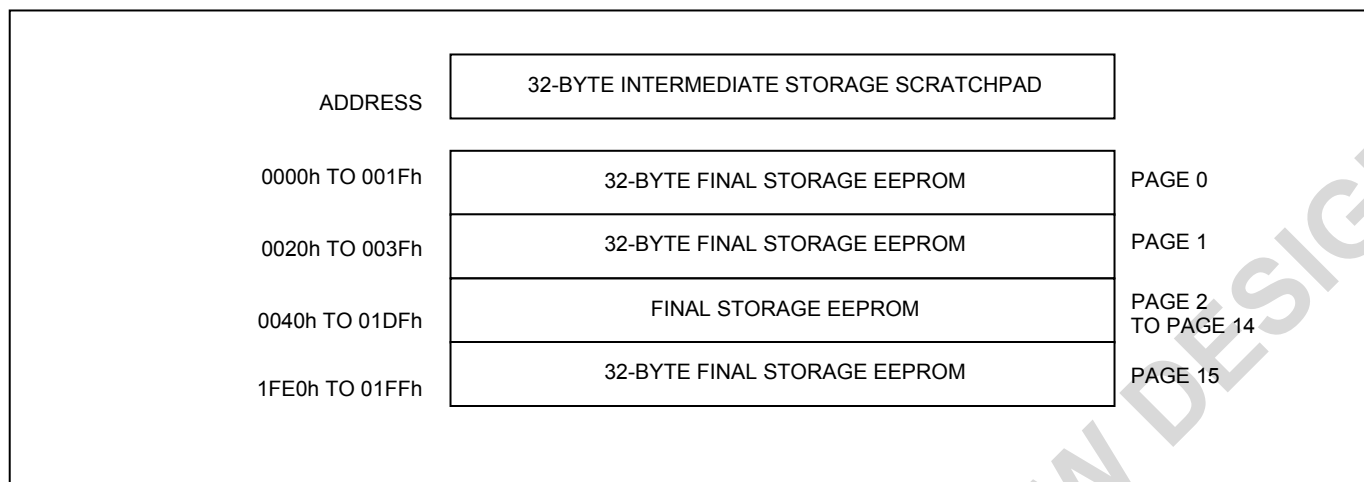 32-BYTE INTERMEDIATE STORAGE SCRATCHPAD
ADDRESS
0000h TO 001Fh 32-BYTE FINAL STORAGE EEPROM PAGE 0
0020h TO 003Fh 32-BYTE FINAL STORAGE EEPROM PAGE 1
0040h TO 01DFh FINAL STORAGE EEPROM PAGE 2
TO PAGE 14
1FE0h TO 01FFh 32-BYTE FINAL STORAGE EEPROM PAGE 15